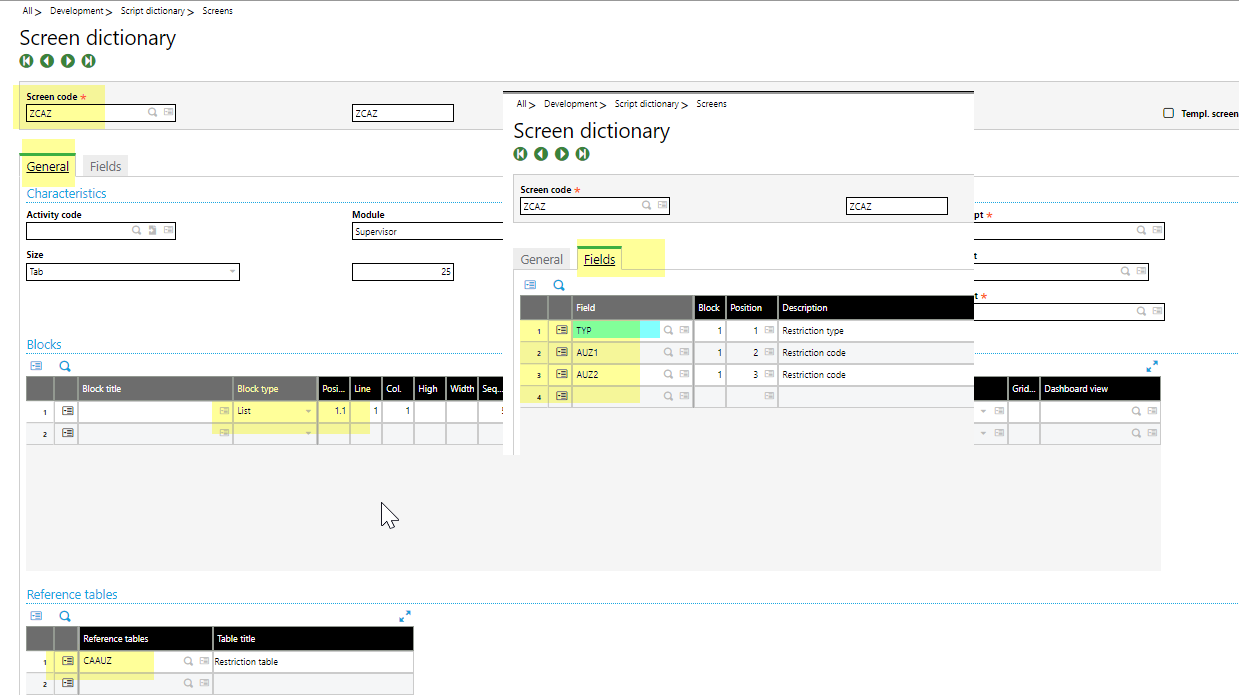 All > Development > Script dictionary > Screens
Screen dictionary
Screen code *
ZCAZ
ZCAZ
Templ. screen
General Fields
Characteristics
Activity code
Module
Supervisor
Size
Tab
25
pt *
t
t *
Blocks
Block title Block type Posi... Line Col. High Width Seq... Grid... Dashboard view
1 List 1.1 1 1
2
Reference tables
Reference tables Table title
1 CAAUZ Restriction table
2
All > Development > Script dictionary > Screens
Screen dictionary
Screen code *
ZCAZ
ZCAZ
General Fields
Field Block Position Description
1 TYP 1 1 Restriction type
2 AUZ1 1 2 Restriction code
3 AUZ2 1 3 Restriction code
4